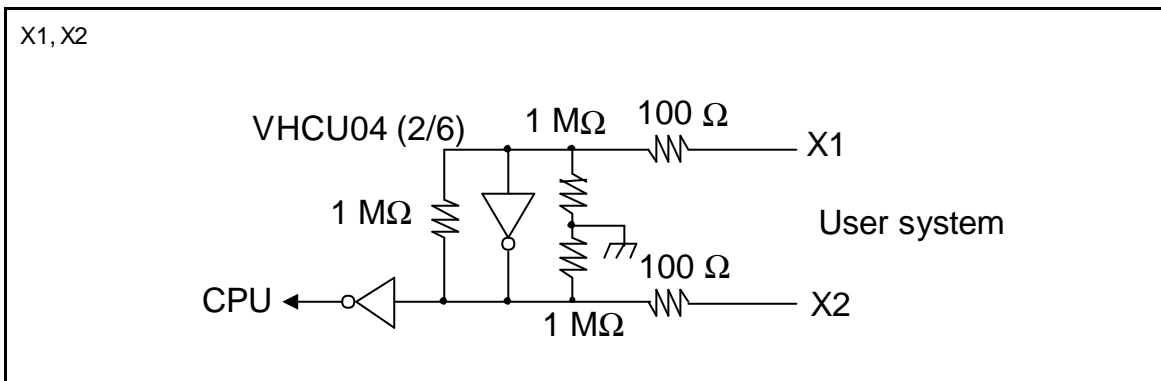 X1, X2
VHCU04 (2/6)
1 MΩ
100 Ω
X1
1 MΩ
User system
100 Ω
CPU
X2
1 MΩ